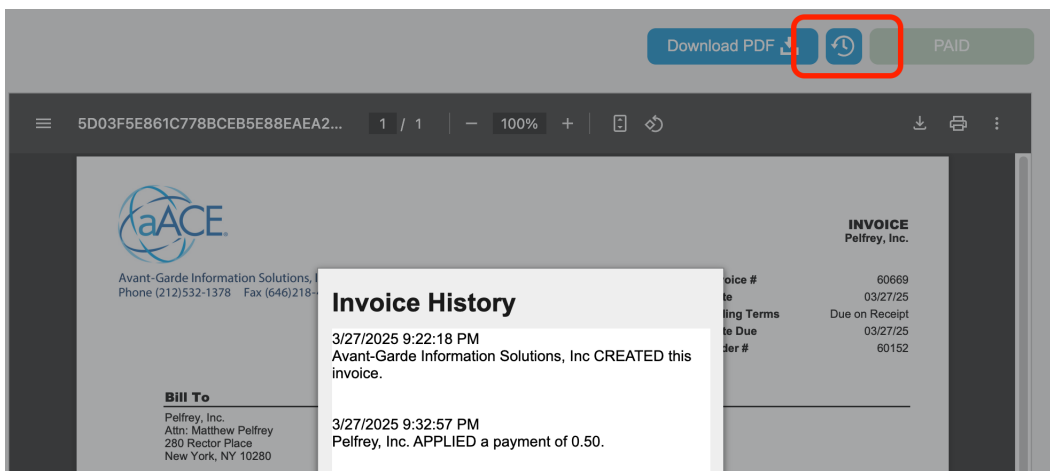 Download PDF
PAID
5D03F5E861C778BCEB5E88EAEA2...
1 / 1
100%
aACE.
INVOICE
Pelfrey, Inc.
Avant-Garde Information Solutions, I
Phone (212)532-1378 Fax (646)218-
oice # 60669
te 03/27/25
ling Terms Due on Receipt
te Due 03/27/25
der # 60152
Invoice History
3/27/2025 9:22:18 PM
Avant-Garde Information Solutions, Inc CREATED this
invoice.
3/27/2025 9:32:57 PM
Pelfrey, Inc. APPLIED a payment of 0.50.
Bill To
Pelfrey, Inc.
Attn: Matthew Pelfrey
280 Rector Place
New York, NY 10280